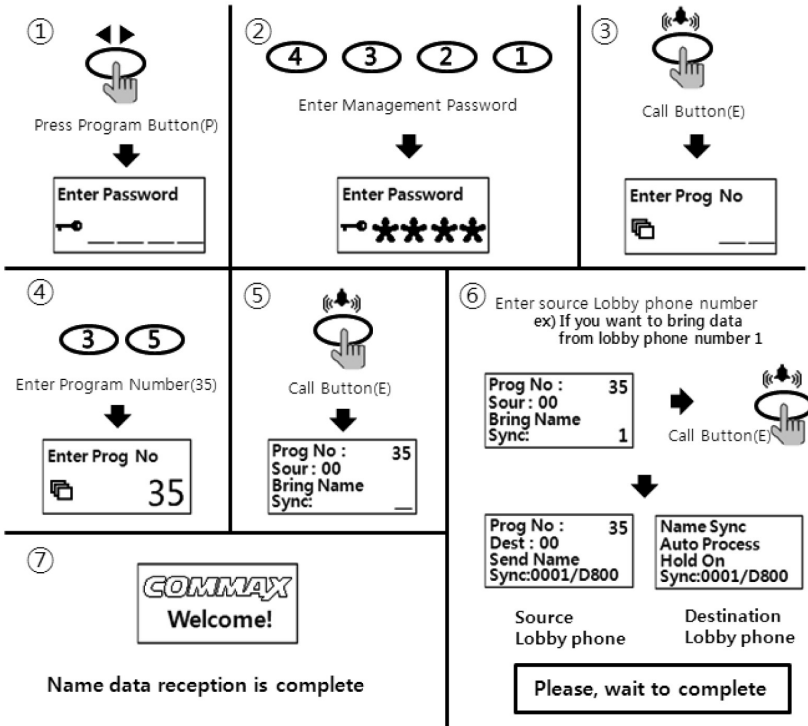 ①
Press Program Button(P)
Enter Password
②
4 3 2 1
Enter Management Password
Enter Password
③
Call Button(E)
Enter Prog No
④
3 5
Enter Program Number(35)
Enter Prog No
35
⑤
Call Button(E)
Prog No : 35
Sour : 00
Bring Name
Sync:
⑥ Enter source Lobby phone number
ex) If you want to bring data
from lobby phone number 1
Prog No : 35
Sour : 00
Bring Name
Sync: 1
Call Button(E)
Prog No : 35
Dest : 00
Send Name
Sync:0001/D800
Source
Lobby phone
Name Sync
Auto Process
Hold On
Sync:0001/D800
Destination
Lobby phone
Please, wait to complete
⑦
COMMAX
Welcome!
Name data reception is complete